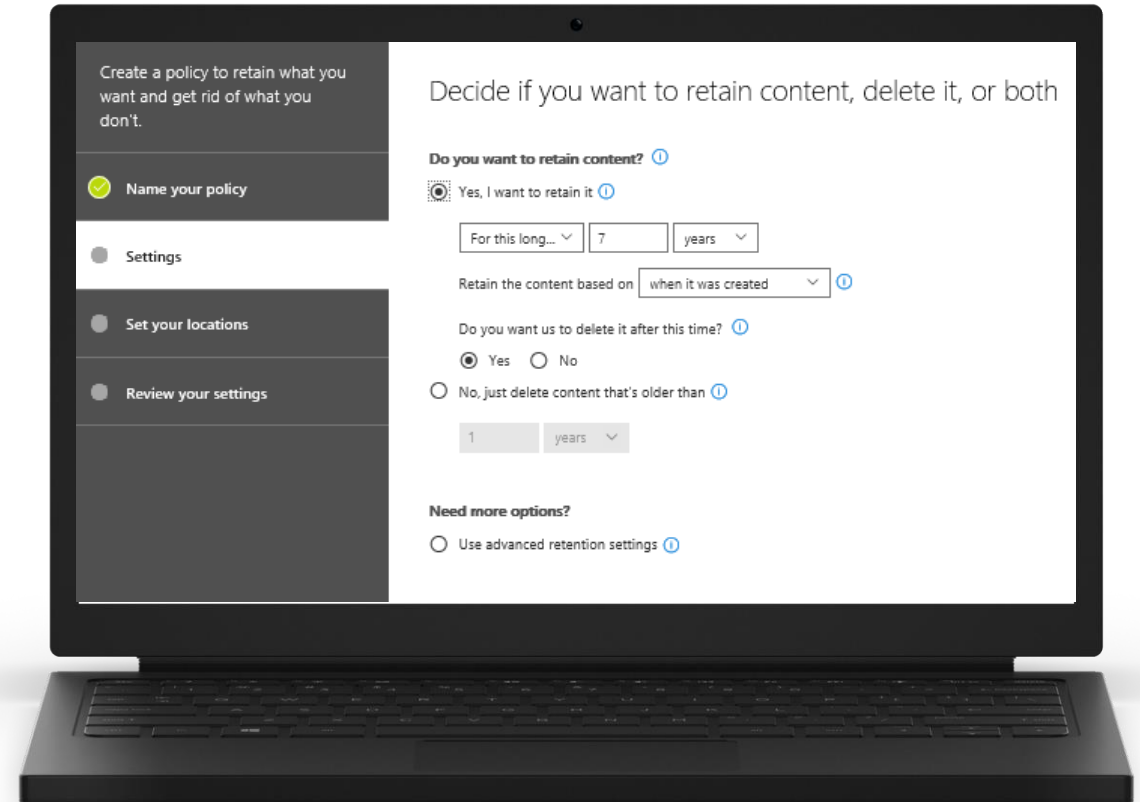 Create a policy to retain what you
want and get rid of what you
don't.
Name your policy
Settings
Set your locations
Review your settings
Decide if you want to retain content, delete it, or both
Do you want to retain content?
Yes, I want to retain it
For this long... 7 years
Retain the content based on when it was created
Do you want us to delete it after this time?
Yes No
No, just delete content that's older than
1 years
Need more options?
Use advanced retention settings